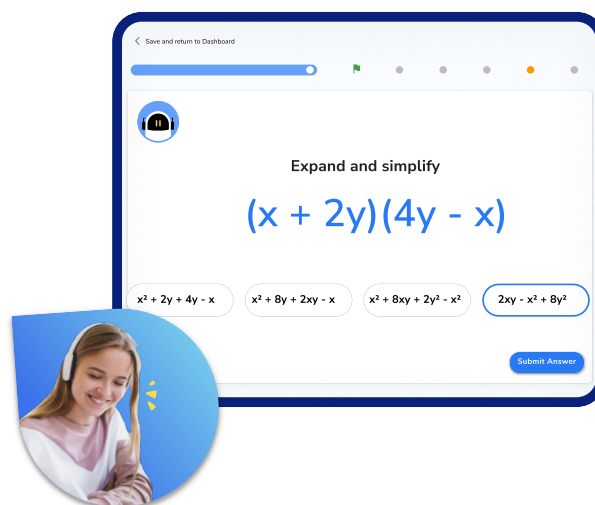 Save and return to Dashboard
Expand and simplify
(x + 2y)(4y - x)
x² + 2y + 4y - x
x² + 8y + 2xy - x
x² + 8xy + 2y² - x²
2xy - x² + 8y²
Submit Answer